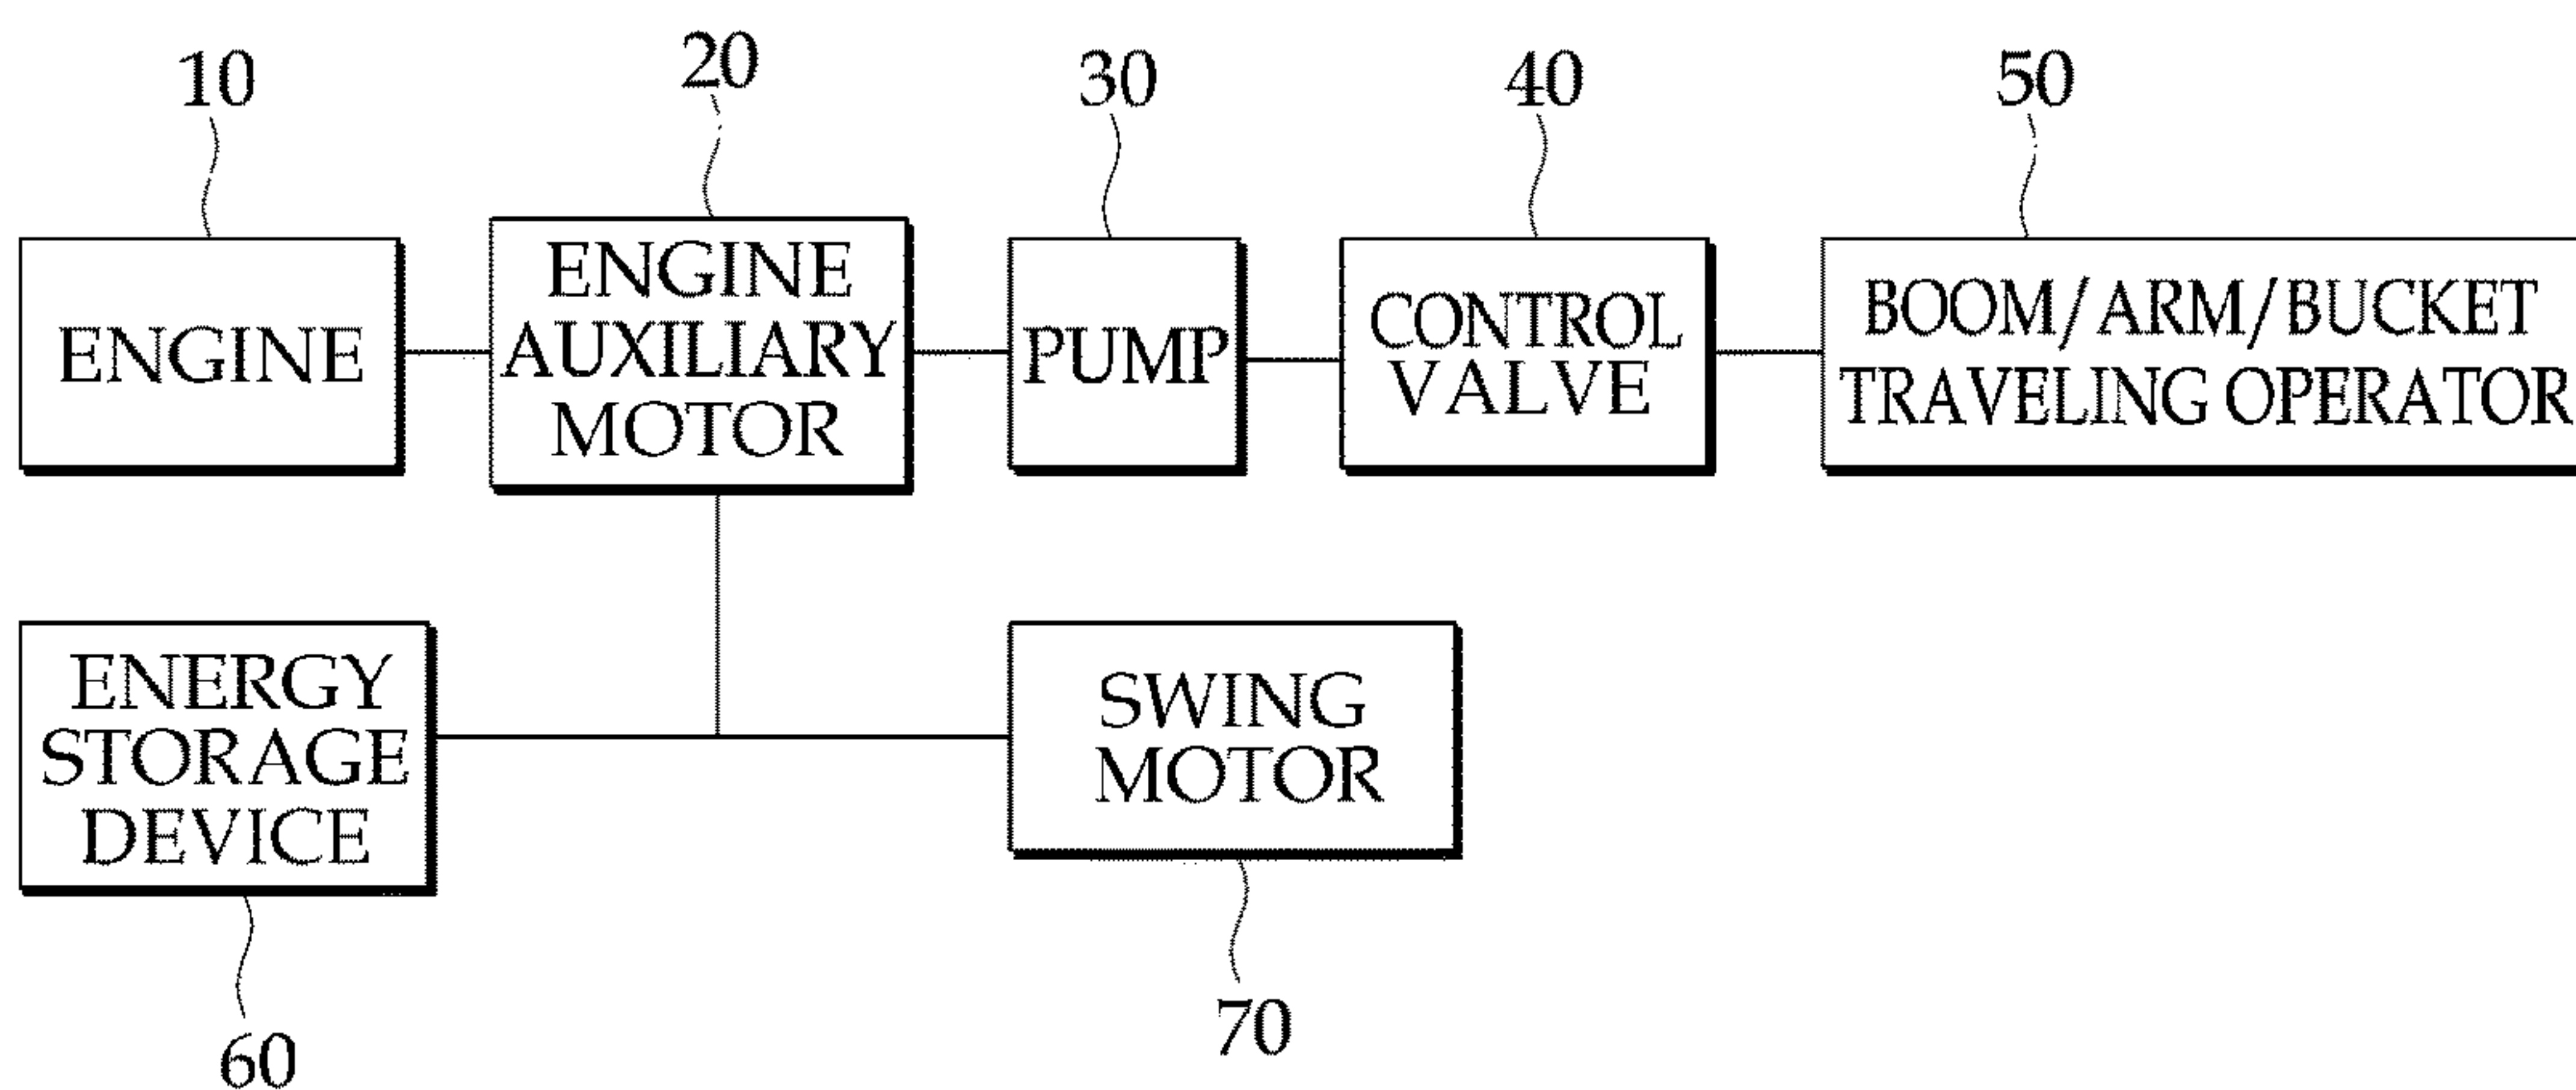 10
20
30
40
50
ENGINE
ENGINE
AUXILIARY
MOTOR
PUMP
CONTROL
VALVE
BOOM/ARM/BUCKET
TRAVELING OPERATOR
ENERGY
STORAGE
DEVICE
SWING
MOTOR
60
70